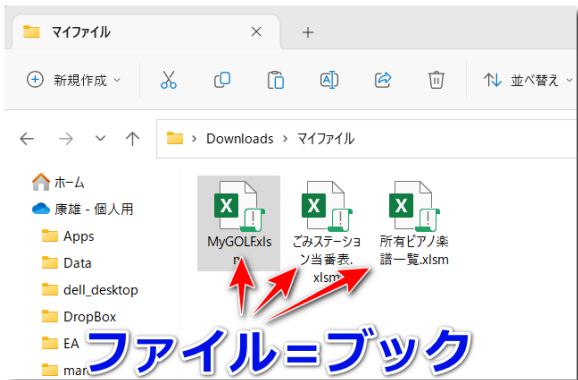 マイファイル
新規作成
並べ替え
Downloads
マイファイル
ホーム
康雄 - 個人用
Apps
Data
dell_desktop
DropBox
EA
MyGOLF.xls
ごみステーショ
ン当番表.
xlsm
所有ピアノ楽
譜一覧.xlsm
ファイル=ブック